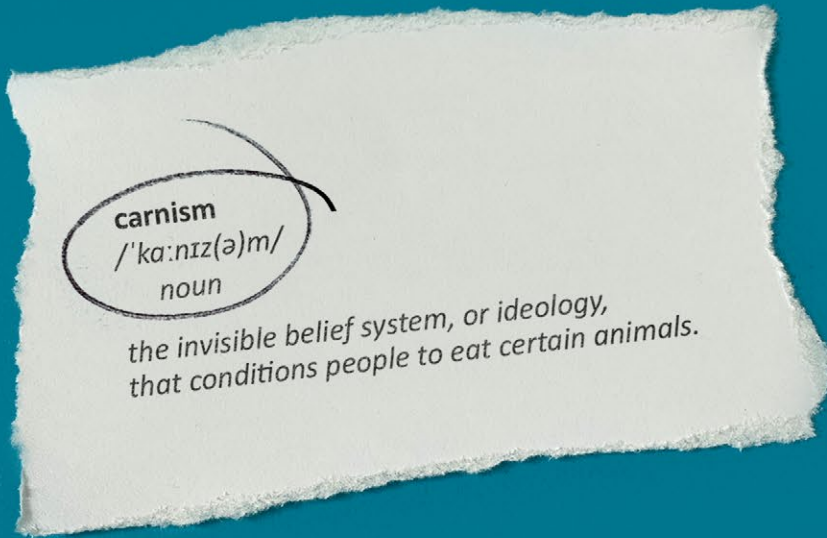 carnism
/ˈkɑːnɪz(ə)m/
noun
the invisible belief system, or ideology,
that conditions people to eat certain animals.